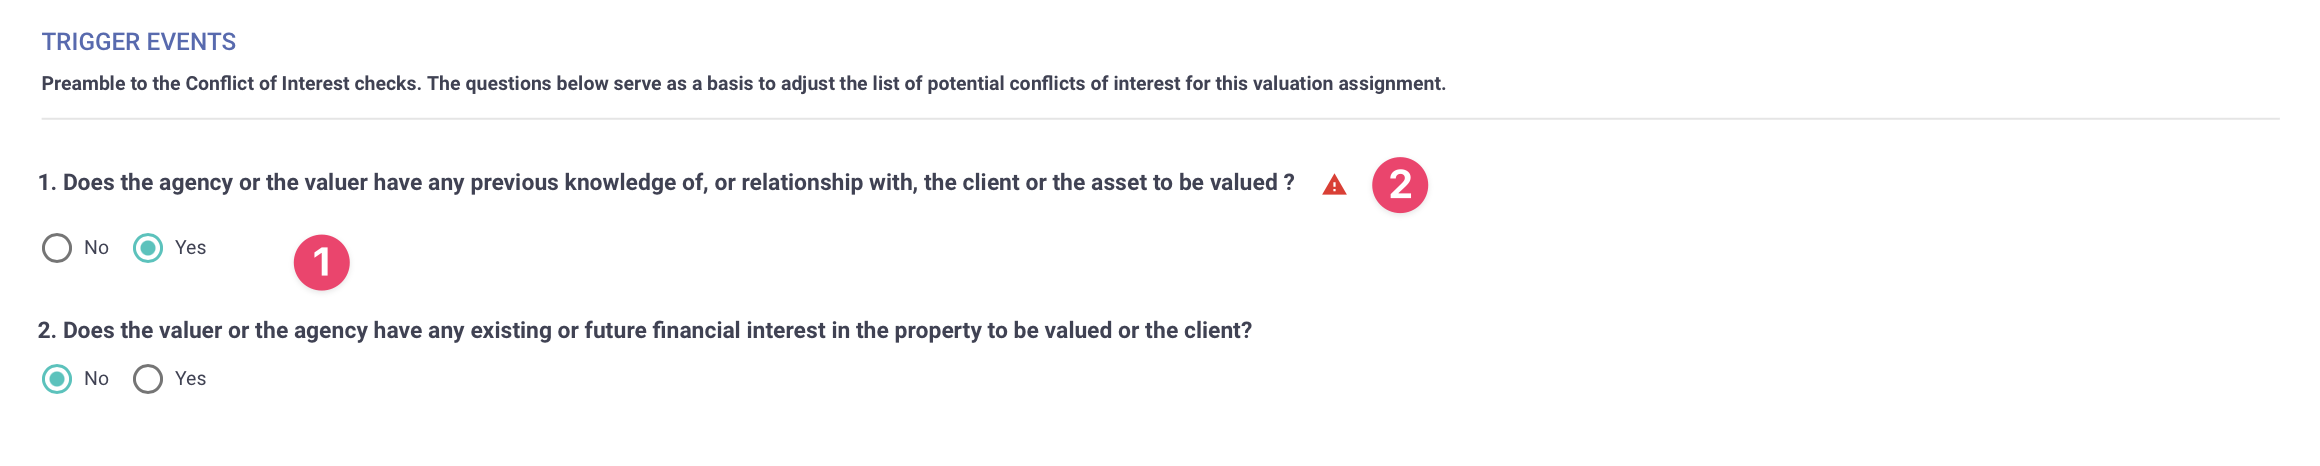 TRIGGER EVENTS
Preamble to the Conflict of Interest checks. The questions below serve as a basis to adjust the list of potential conflicts of interest for this valuation assignment.
1. Does the agency or the valuer have any previous knowledge of, or relationship with, the client or the asset to be valued ? 2
No Yes
1
2. Does the valuer or the agency have any existing or future financial interest in the property to be valued or the client?
No Yes